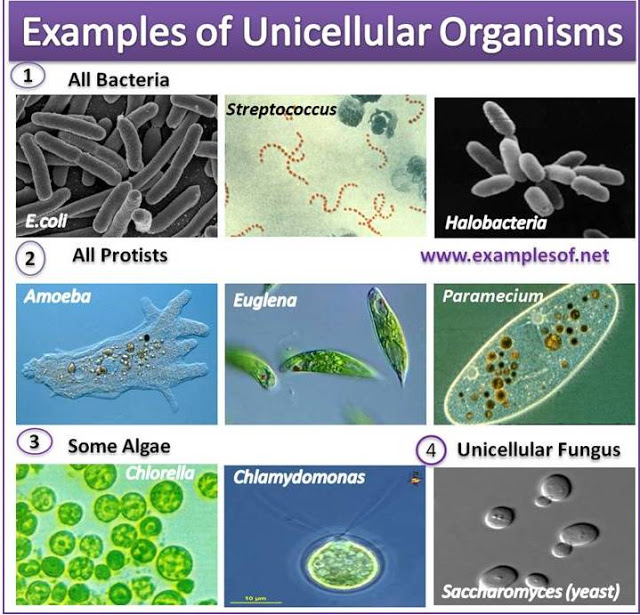 Examples of Unicellular Organisms
1 All Bacteria
E.coli
Streptococcus
Halobacteria
2 All Protists
www.examplesof.net
Amoeba
Euglena
Paramecium
3 Some Algae
4 Unicellular Fungus
Chlorella
Chlamydomonas
10 µm
Saccharomyces (yeast)